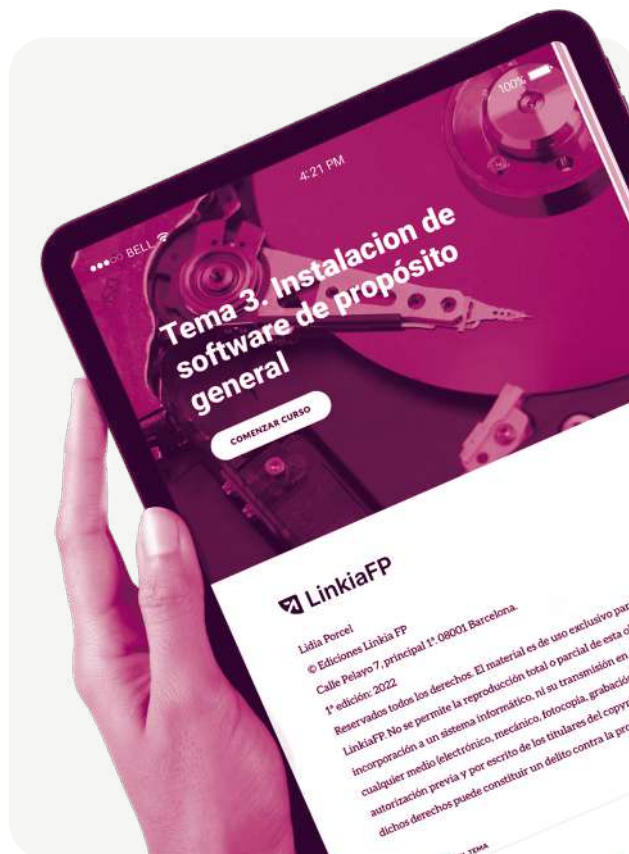 100%
4:21 PM
BELL
Tema 3. Instalacion de
software de propósito
general
COMENZAR CURSO
LinkiaFP
Lidia Porcel
© Ediciones Linkia FP
Calle Pelayo 7, principal 1ª. 08001 Barcelona.
1ª edición: 2022
Reservados todos los derechos. El material es de uso exclusivo
LinkiaFP. No se permite la reproducción total o parcial de esta
incorporación a un sistema informático, ni su transmisión en
cualquier medio (electrónico, mecánico, fotocopia, grabación
autorización previa y por escrito de los titulares del
dichos derechos puede constituir un delito contra la
TEMA